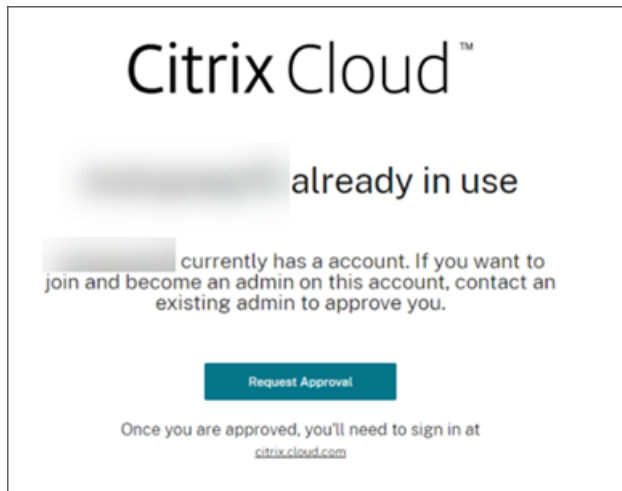 Citrix Cloud™
already in use
currently has a account. If you want to
join and become an admin on this account, contact an
existing admin to approve you.
Request Approval
Once you are approved, you'll need to sign in at
citrix.cloud.com